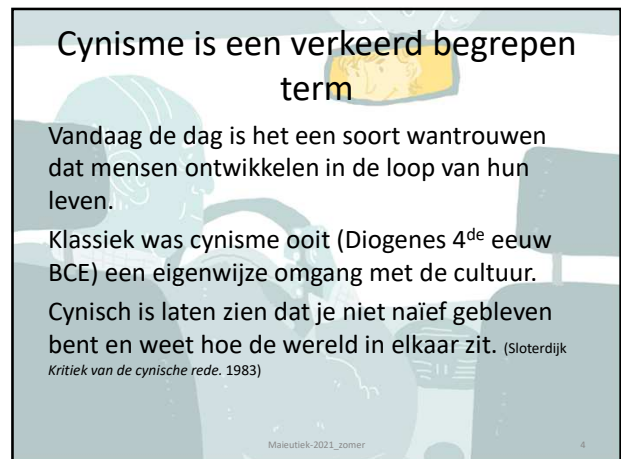 Cynisme is een verkeerd begrepen
term
Vandaag de dag is het een soort wantrouwen
dat mensen ontwikkelen in de loop van hun
leven.
Klassiek was cynisme ooit (Diogenes 4de eeuw
BCE) een eigenwijze omgang met de cultuur.
Cynisch is laten zien dat je niet naïef gebleven
bent en weet hoe de wereld in elkaar zit. (Sloterdijk
Kritiek van de cynische rede. 1983)
Maieutiek-2021_zomer
4